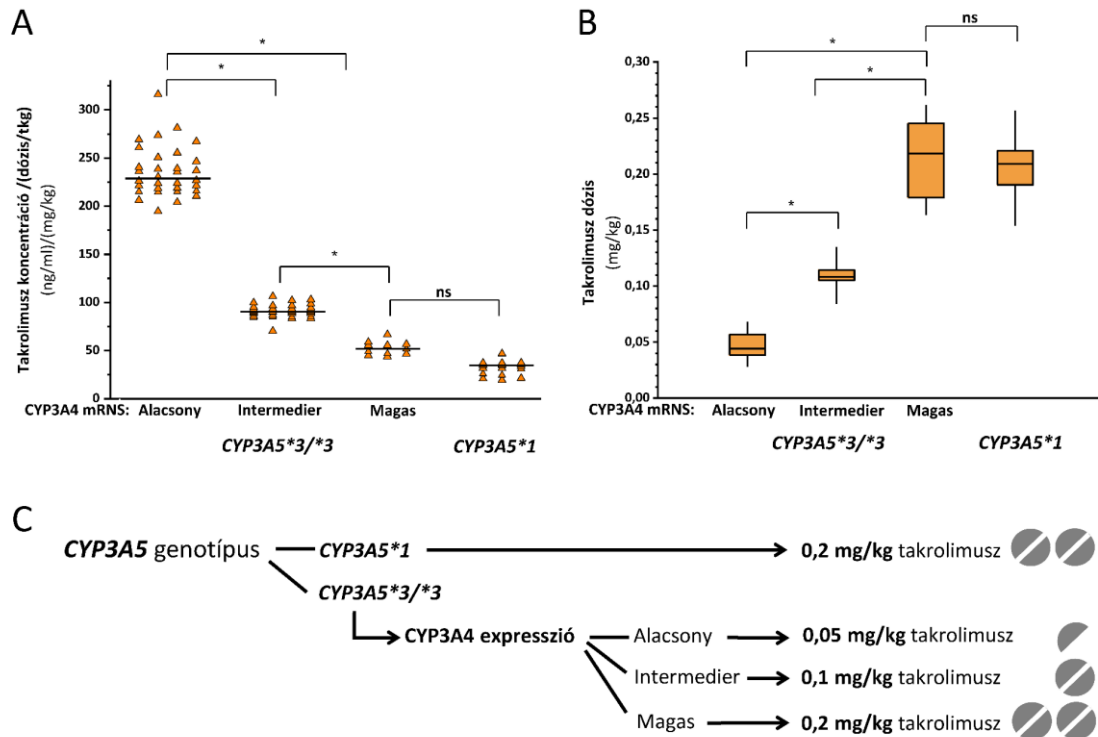 A
*
*
Takrolimusz koncentráció /(dózis/tkg)
(ng/ml)/(mg/kg)
300
250
200
150
100
50
0
*
ns
CYP3A4 mRNS: Alacsony Intermedier Magas
CYP3A5*3/*3 CYP3A5*1
B
ns
*
*
*
Takrolimusz dózis
(mg/kg)
0,30
0,25
0,20
0,15
0,10
0,05
0,00
CYP3A4 mRNS: Alacsony Intermedier Magas
CYP3A5*3/*3 CYP3A5*1
C
CYP3A5 genotípus CYP3A5*1 0,2 mg/kg takrolimusz
CYP3A5*3/*3
CYP3A4 expresszió Alacsony 0,05 mg/kg takrolimusz
Intermedier 0,1 mg/kg takrolimusz
Magas 0,2 mg/kg takrolimusz